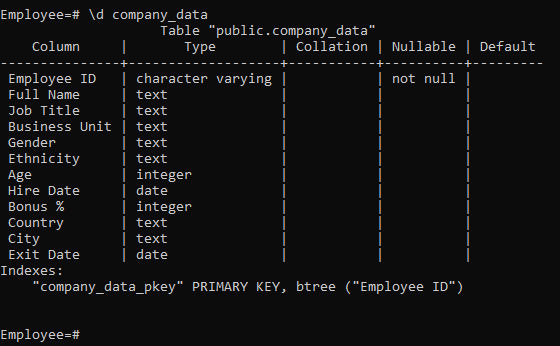 Employee=# \d company_data
                    Table "public.company_data"
    Column     |       Type        | Collation | Nullable | Default
---------------+-------------------+-----------+----------+---------
 Employee ID   | character varying |           | not null |
 Full Name     | text              |           |          |
 Job Title     | text              |           |          |
 Business Unit | text              |           |          |
 Gender        | text              |           |          |
 Ethnicity     | text              |           |          |
 Age           | integer           |           |          |
 Hire Date     | date              |           |          |
 Bonus %       | integer           |           |          |
 Country       | text              |           |          |
 City          | text              |           |          |
 Exit Date     | date              |           |          |
Indexes:
    "company_data_pkey" PRIMARY KEY, btree ("Employee ID")
Employee=#